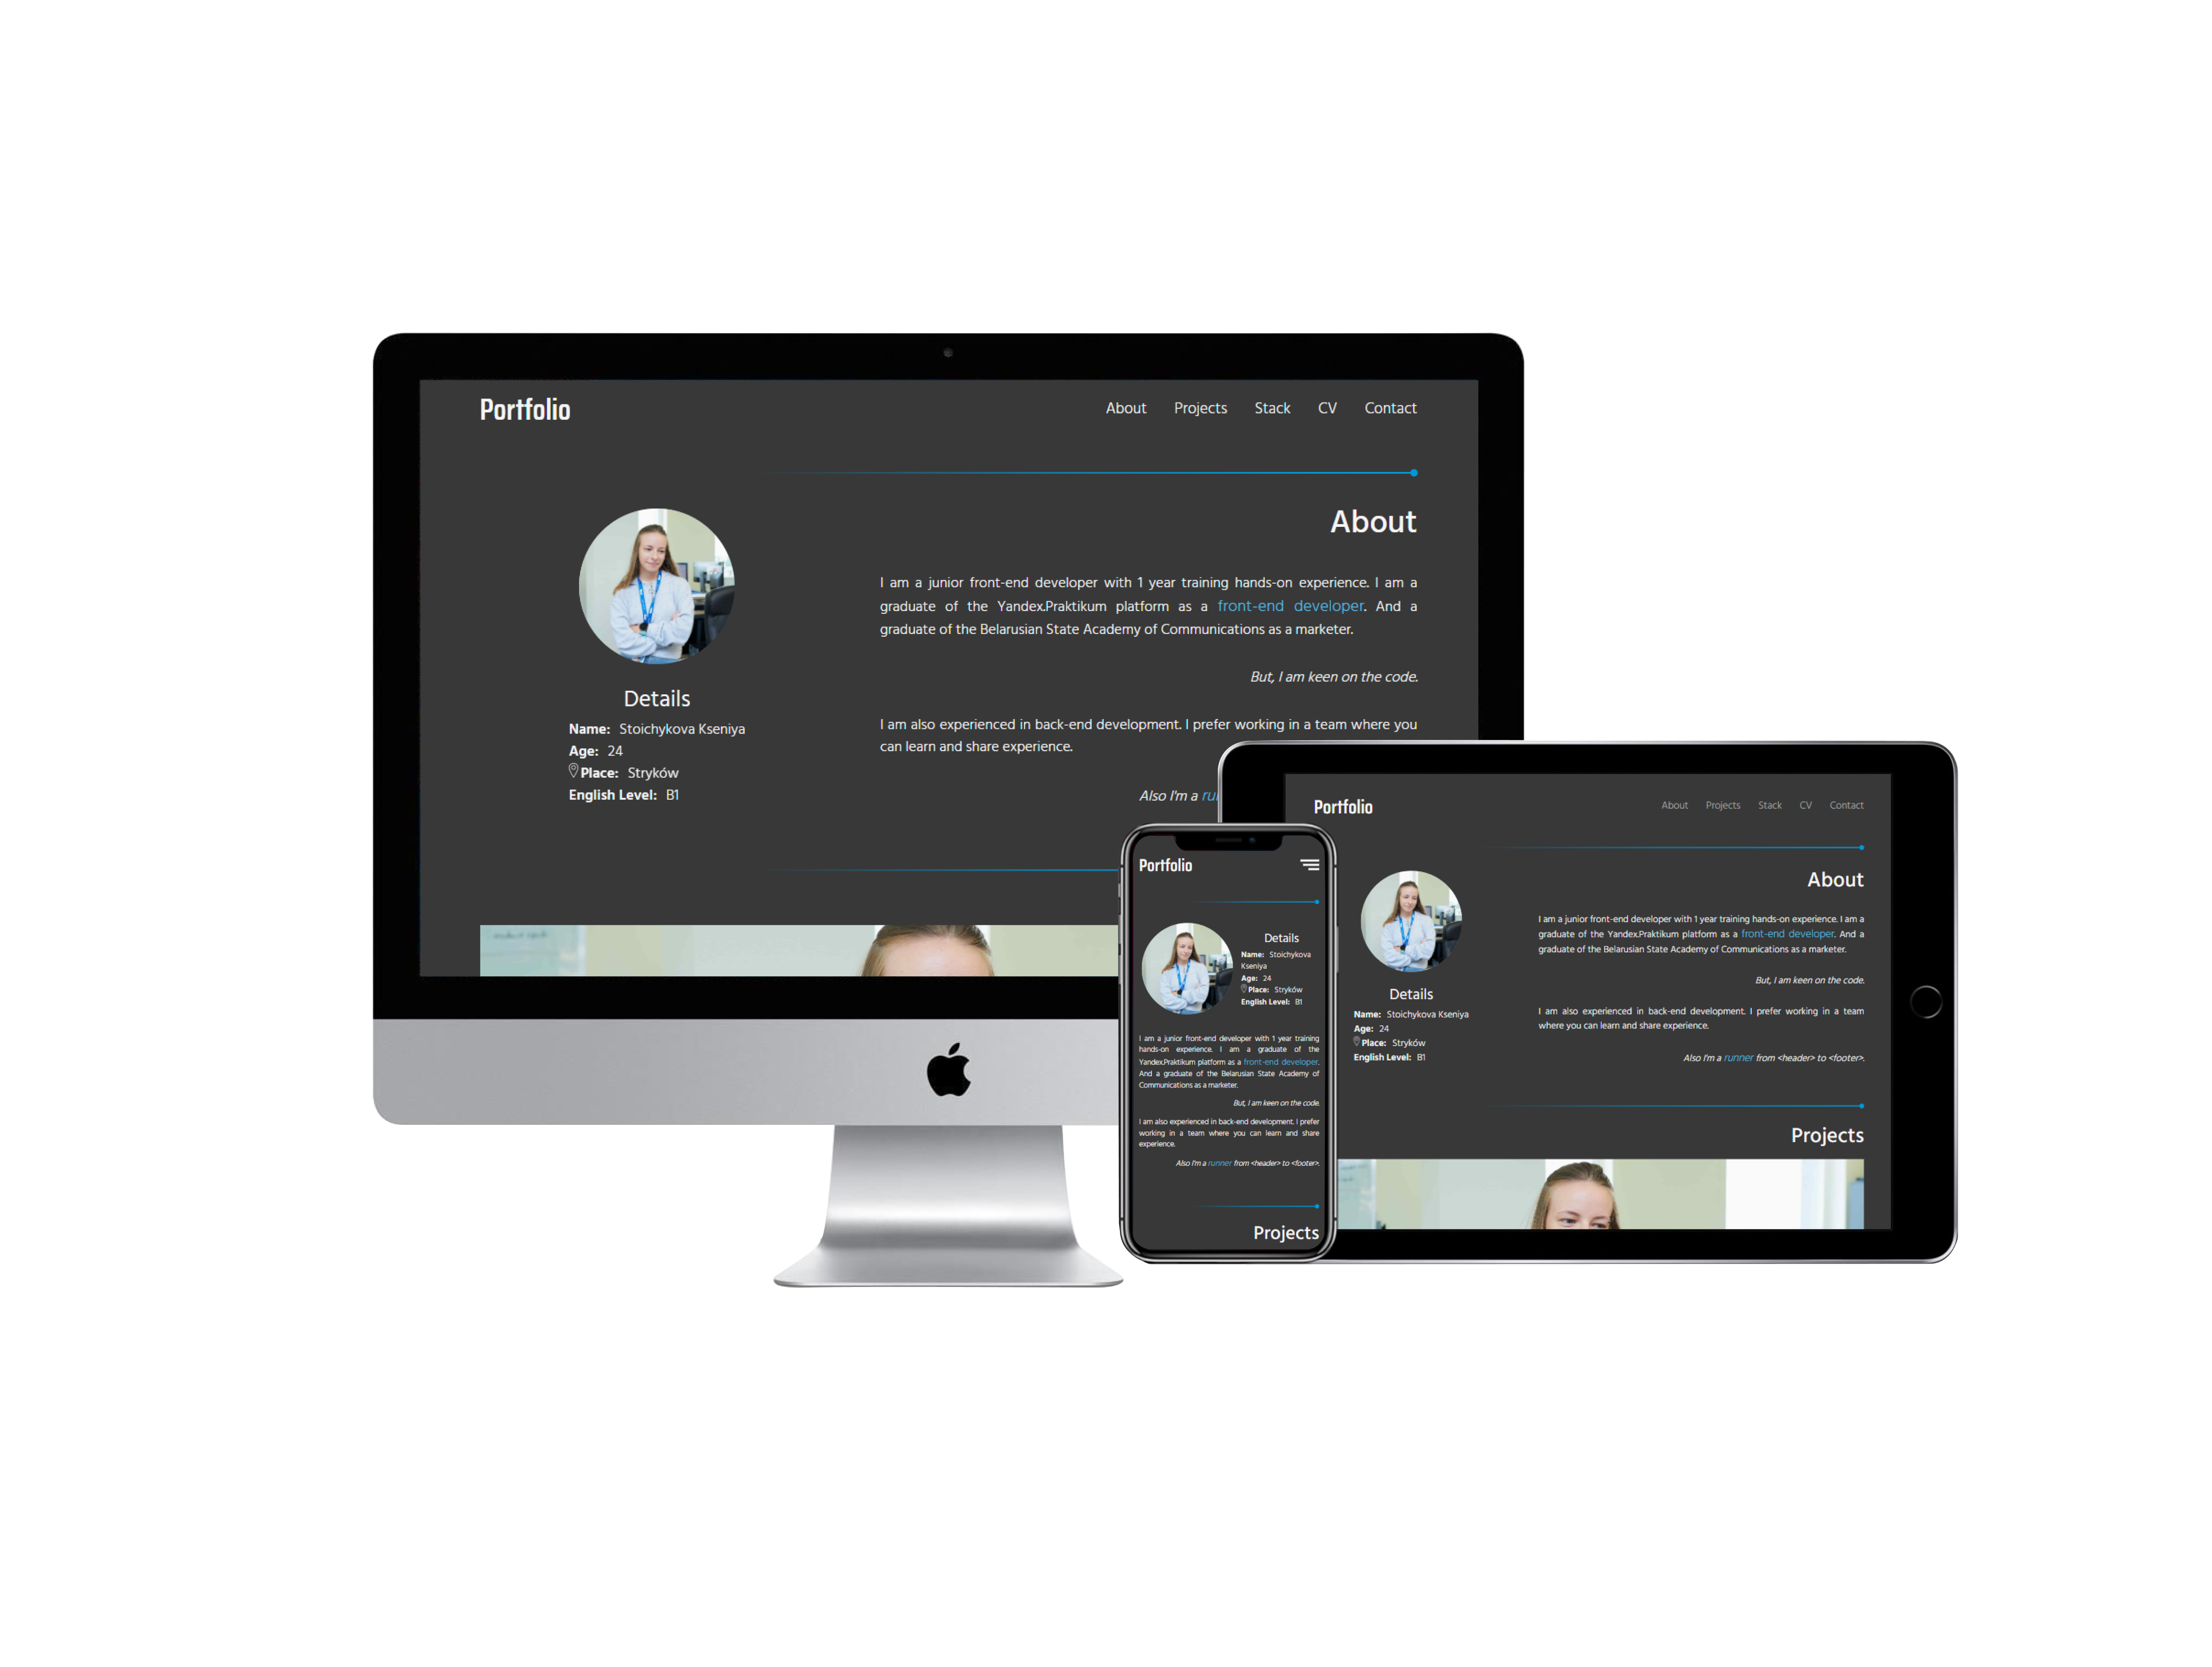 Portfolio
About Projects Stack CV Contact
About
I am a junior front-end developer with 1 year training hands-on experience. I am a
graduate of the Yandex.Praktikum platform as a front-end developer. And a
graduate of the Belarusian State Academy of Communications as a marketer.
But, I am keen on the code.
I am also experienced in back-end development. I prefer working in a team where you
can learn and share experience.
Also I'm a
Details
Name: Stoichykova Kseniya
Age: 24
Place: Stryków
English Level: B1
Portfolio
Details
Name: Stoichykova
Kseniya
Age: 24
Place: Stryków
English Level: B1
I am a junior front-end developer with 1 year training
hands-on experience. I am a graduate of the
Yandex.Praktikum platform as a front-end developer.
And a graduate of the Belarusian State Academy of
Communications as a marketer.
But, I am keen on the code.
I am also experienced in back-end development. I prefer
working in a team where you can learn and share
experience.
Also I'm a runner from <header> to <footer>.
Projects
Portfolio
About Projects Stack CV Contact
About
I am a junior front-end developer with 1 year training hands-on experience. I am a
graduate of the Yandex.Praktikum platform as a front-end developer. And a
graduate of the Belarusian State Academy of Communications as a marketer.
But, I am keen on the code.
I am also experienced in back-end development. I prefer working in a team
where you can learn and share experience.
Also I'm a runner from <header> to <footer>.
Details
Name: Stoichykova Kseniya
Age: 24
Place: Stryków
English Level: B1
Projects